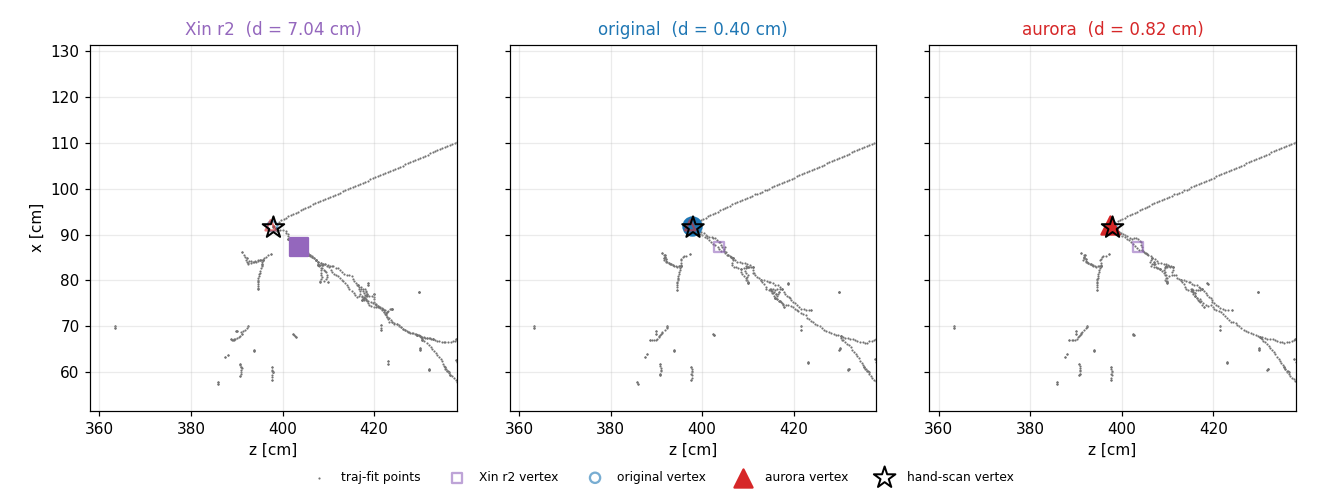 Xin r2  (d = 7.04 cm)
original  (d = 0.40 cm)
aurora  (d = 0.82 cm)
130
120
110
100
90
80
70
60
x [cm]
360
380
400
420
360
380
400
420
360
380
400
420
z [cm]
z [cm]
z [cm]
traj-fit points
Xin r2 vertex
original vertex
aurora vertex
hand-scan vertex